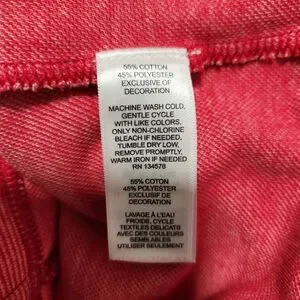 55% COTTON
45% POLYESTER
EXCLUSIVE OF
DECORATION
MACHINE WASH COLD,
GENTLE CYCLE
WITH LIKE COLORS.
ONLY NON-CHLORINE
BLEACH IF NEEDED.
TUMBLE DRY LOW,
REMOVE PROMPTLY,
WARM IRON IF NEEDED
RN 134578
55% COTTON
45% POLYESTER
EXCLUSIF DE
DECORATION
LAVAGE À L'EAU
FROIDE, CYCLE
TEXTILES DELICATS
AVEC DES COULEURS
SEMBLABLES
UTILISER SEULEMENT